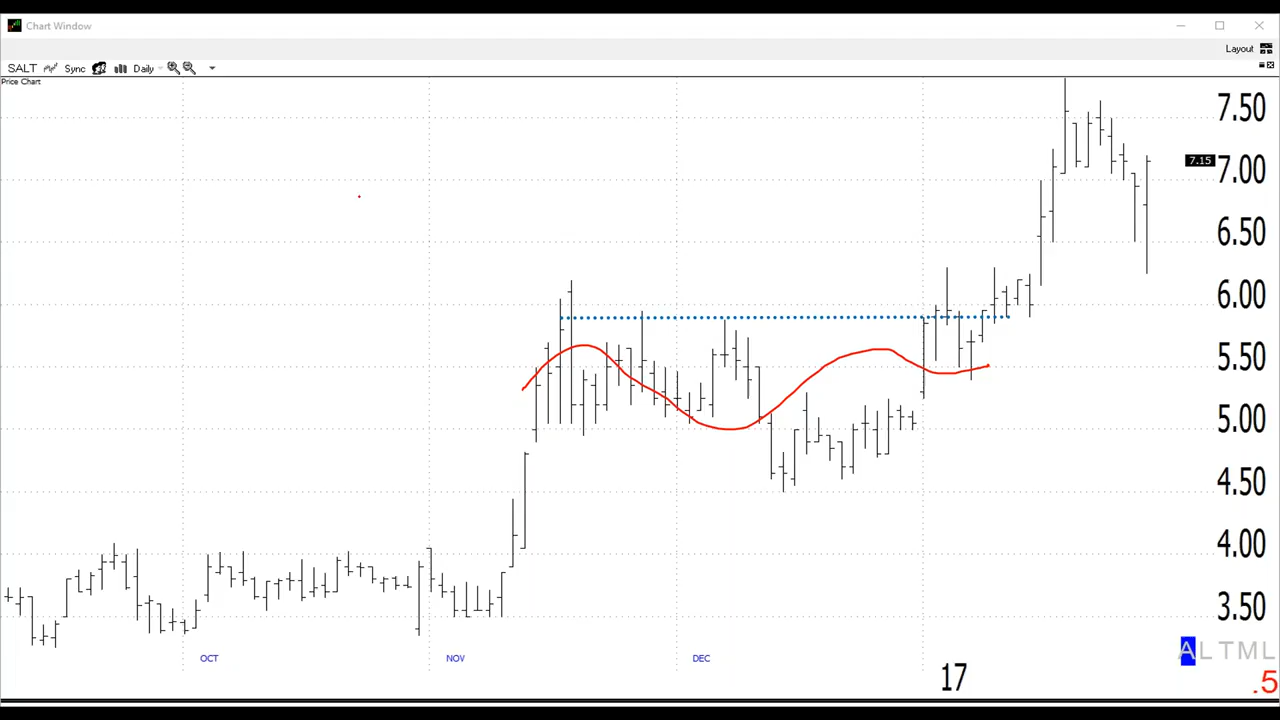 Chart Window
Layout
SALT Sync Daily
Price Chart
7.50
7.15 7.00
6.50
6.00
5.50
5.00
4.50
4.00
3.50
ALTML
OCT NOV DEC 17
.5